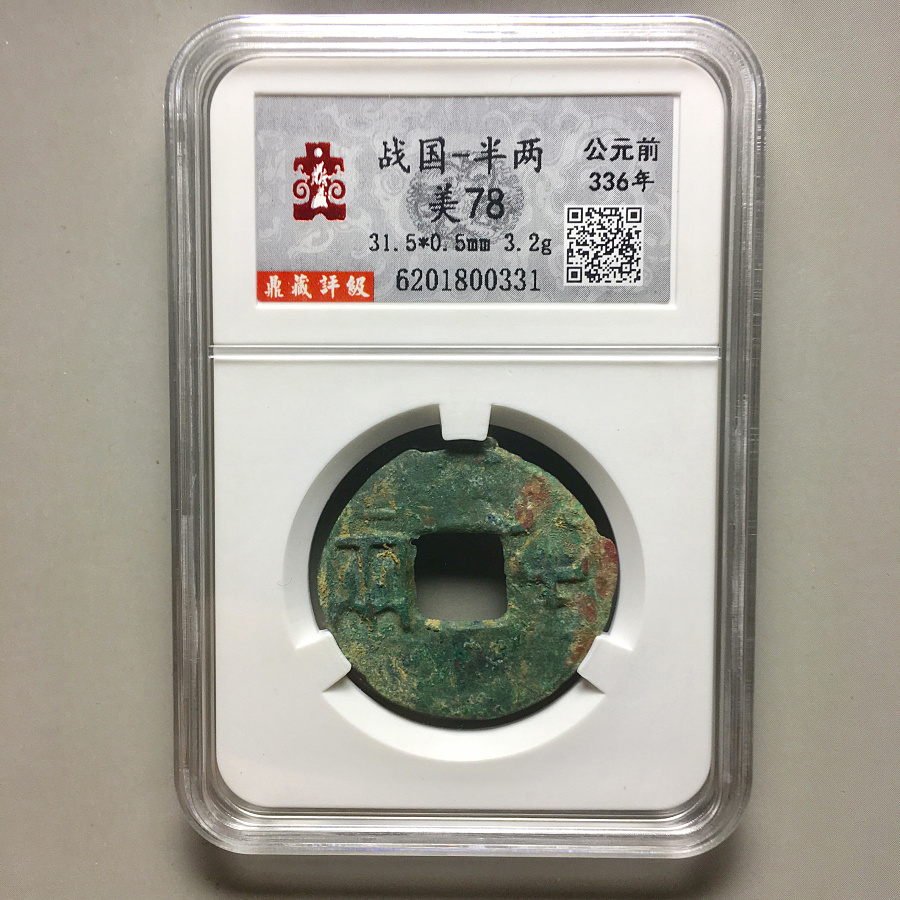 战国-半两
公元前
336年
美78
31.5*0.5mm 3.2g
鼎藏評級
6201800331
半
两